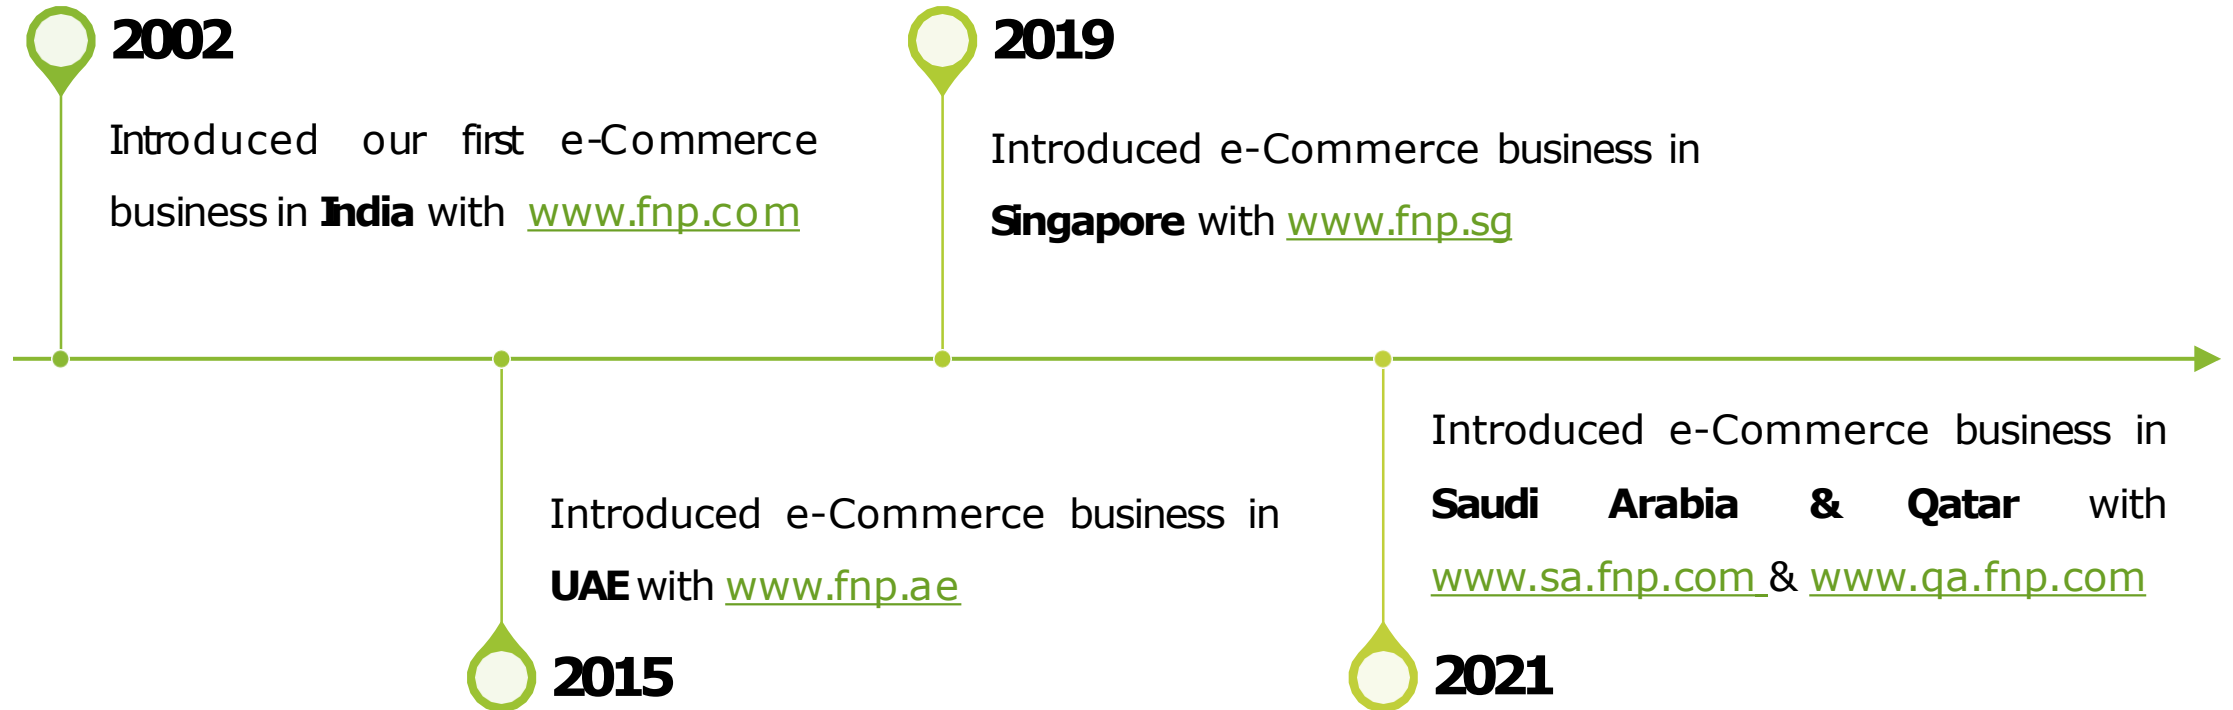 2002
Introduced our first e-Commerce
business in India with www.fnp.com
2019
Introduced e-Commerce business in
Singapore with www.fnp.sg
Introduced e-Commerce business in
UAE with www.fnp.ae
2015
Introduced e-Commerce business in
Saudi Arabia & Qatar with
www.sa.fnp.com & www.qa.fnp.com
2021